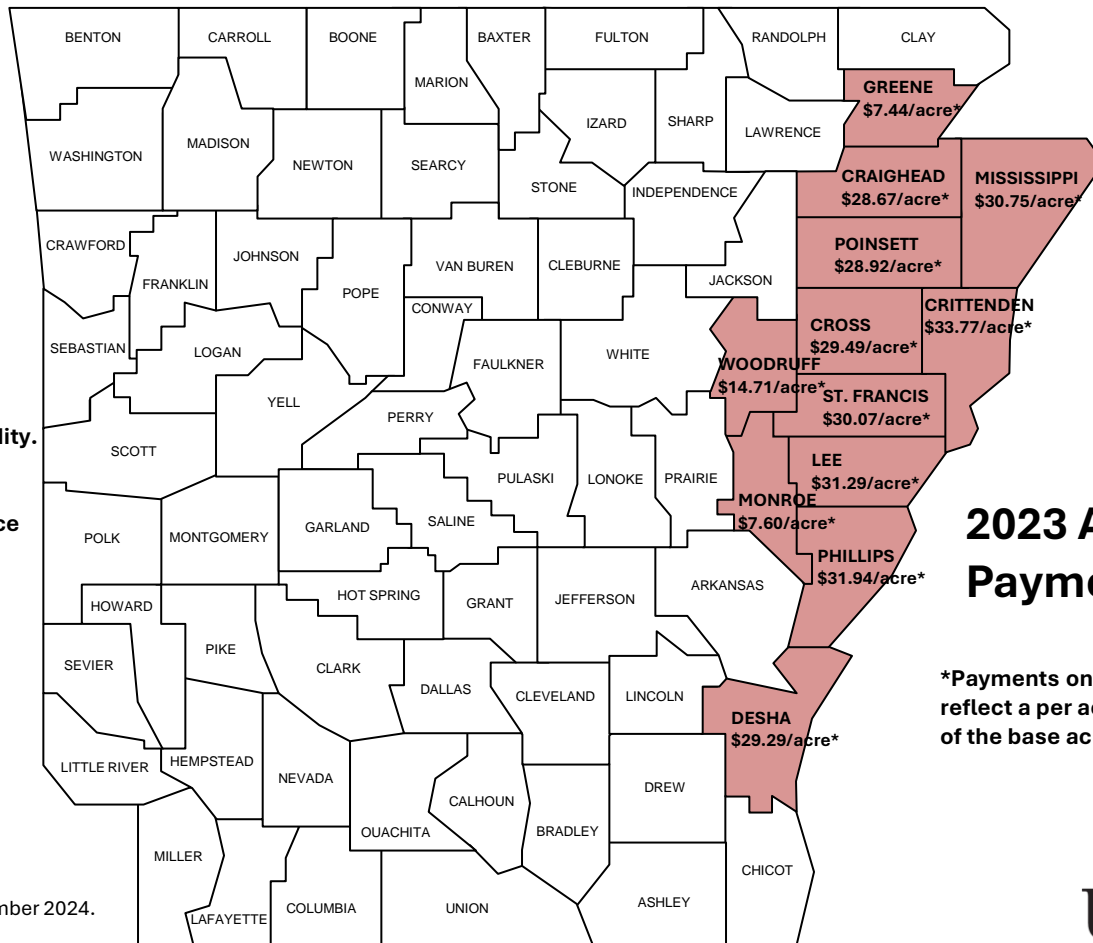 BENTON
CARROLL
BOONE
BAXTER
FULTON
RANDOLPH
CLAY
MARION
GREENE
$7.44/acre*
IZARD
SHARP
LAWRENCE
WASHINGTON
MADISON
NEWTON
SEARCY
STONE
INDEPENDENCE
CRAIGHEAD
$28.67/acre*
MISSISSIPPI
$30.75/acre*
CRAWFORD
FRANKLIN
JOHNSON
POPE
VAN BUREN
CLEBURNE
JACKSON
POINSETT
$28.92/acre*
CONWAY
CRITTENDEN
$33.77/acre*
SEBASTIAN
LOGAN
FAULKNER
WHITE
CROSS
$29.49/acre*
WOODRUFF
$14.71/acre*
ST. FRANCIS
$30.07/acre*
YELL
PERRY
SCOTT
PULASKI
LONOKE
PRAIRIE
LEE
$31.29/acre*
MONROE
$7.60/acre*
POLK
MONTGOMERY
GARLAND
SALINE
PHILLIPS
$31.94/acre*
2023 A
Payme
HOWARD
HOT SPRING
GRANT
JEFFERSON
ARKANSAS
SEVIER
PIKE
CLARK
DALLAS
CLEVELAND
LINCOLN
*Payments on
reflect a per a
of the base ac
DESHA
$29.29/acre*
LITTLE RIVER
HEMPSTEAD
NEVADA
OUACHITA
CALHOUN
BRADLEY
DREW
MILLER
LAFAYETTE
COLUMBIA
UNION
ASHLEY
CHICOT
lity.
ce
mber 2024.